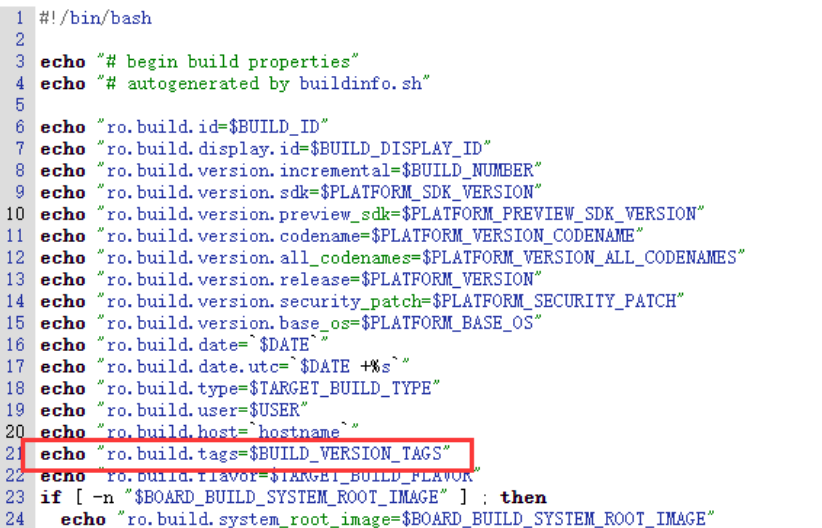 1 #!/bin/bash
2
3 echo "# begin build properties"
4 echo "# autogenerated by buildinfo.sh"
5
6 echo "ro.build.id=$BUILD_ID"
7 echo "ro.build.display.id=$BUILD_DISPLAY_ID"
8 echo "ro.build.version.incremental=$BUILD_NUMBER"
9 echo "ro.build.version.sdk=$PLATFORM_SDK_VERSION"
10 echo "ro.build.version.preview_sdk=$PLATFORM_PREVIEW_SDK_VERSION"
11 echo "ro.build.version.codename=$PLATFORM_VERSION_CODENAME"
12 echo "ro.build.version.all_codenames=$PLATFORM_VERSION_ALL_CODENAMES"
13 echo "ro.build.version.release=$PLATFORM_VERSION"
14 echo "ro.build.version.security_patch=$PLATFORM_SECURITY_PATCH"
15 echo "ro.build.version.base_os=$PLATFORM_BASE_OS"
16 echo "ro.build.date=`$DATE`"
17 echo "ro.build.date.utc=`$DATE +%s`"
18 echo "ro.build.type=$TARGET_BUILD_TYPE"
19 echo "ro.build.user=$USER"
20 echo "ro.build.host=`hostname`"
21 echo "ro.build.tags=$BUILD_VERSION_TAGS"
22 echo "ro.build.flavor=$TARGET_BUILD_FLAVOR"
23 if [ -n "$BOARD_BUILD_SYSTEM_ROOT_IMAGE" ] ; then
24 echo "ro.build.system_root_image=$BOARD_BUILD_SYSTEM_ROOT_IMAGE"